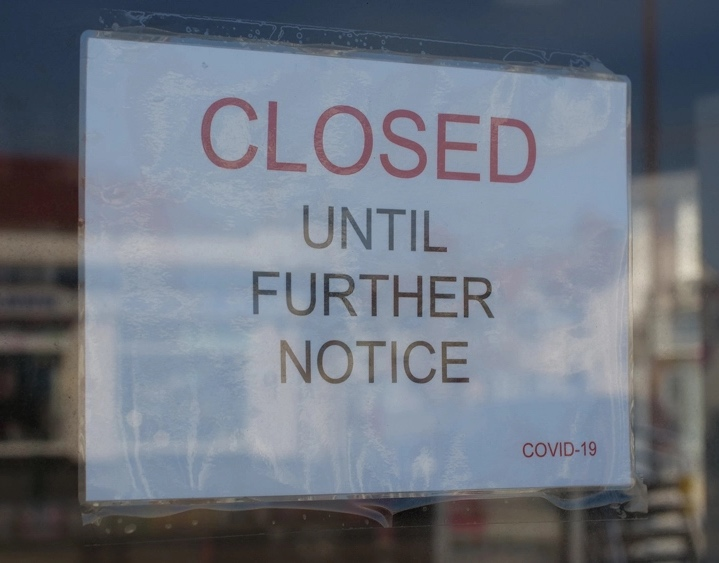 CLOSED
UNTIL
FURTHER
NOTICE
COVID-19